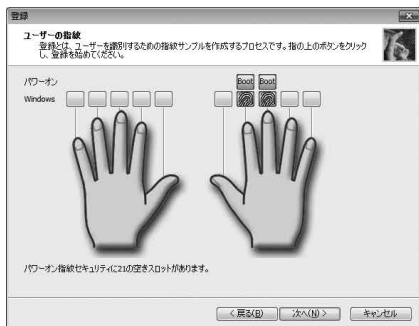 登録
ユーザーの指紋
登録とは、ユーザーを識別するための指紋サンプルを作成するプロセスです。指の上のボタンをクリック
し、登録を始めてください。
パワーオン Boot Boot
Windows
パワーオン指紋セキュリティに21の空きスロットがあります。
< 戻る(B) 次へ(N) > キャンセル